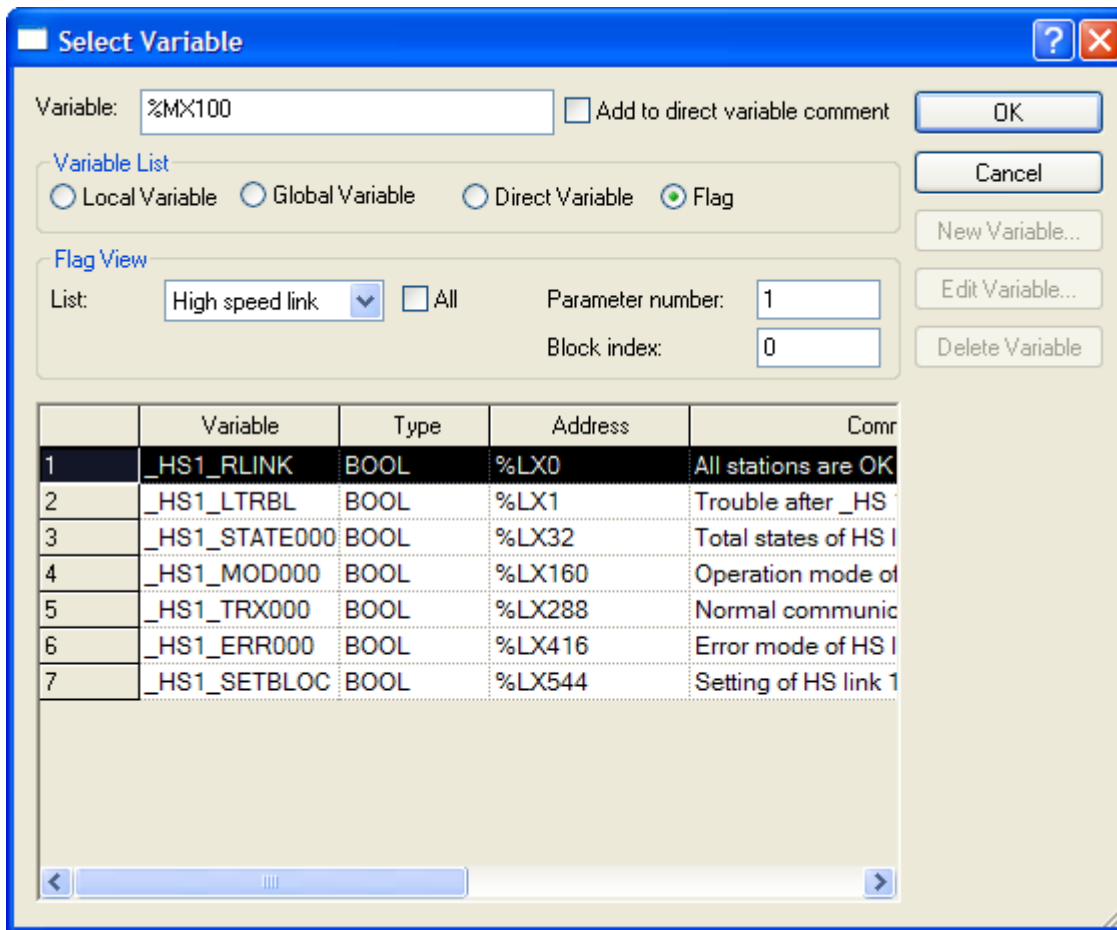 Select Variable
Variable: %MX100 Add to direct variable comment OK
Variable List
Local Variable Global Variable Direct Variable Flag
Cancel
New Variable...
Flag View
List: High speed link All Parameter number: 1
Edit Variable...
Block index: 0
Delete Variable
Variable Type Address Comr
1 _HS1_RLINK BOOL %LX0 All stations are OK
2 _HS1_LTRBL BOOL %LX1 Trouble after _HS
3 _HS1_STATE000 BOOL %LX32 Total states of HS l
4 _HS1_MOD000 BOOL %LX160 Operation mode of
5 _HS1_TRX000 BOOL %LX288 Normal communic
6 _HS1_ERR000 BOOL %LX416 Error mode of HS l
7 _HS1_SETBLOC BOOL %LX544 Setting of HS link 1